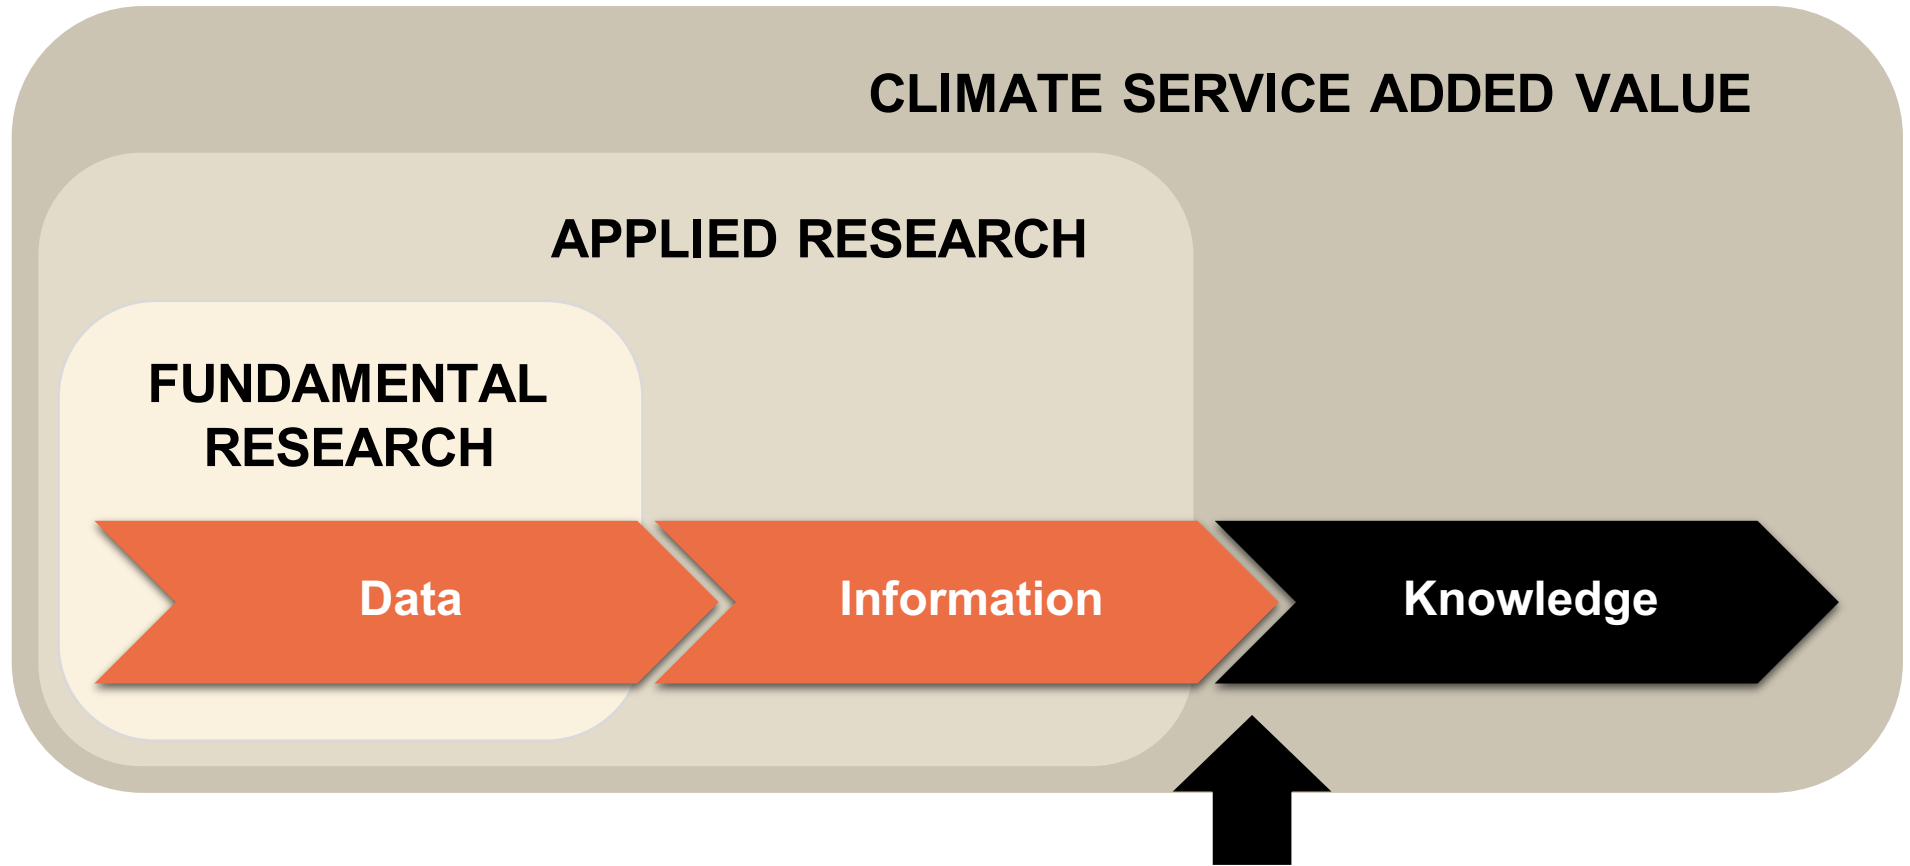 CLIMATE SERVICE ADDED VALUE
APPLIED RESEARCH
FUNDAMENTAL
RESEARCH
Data
Information
Knowledge